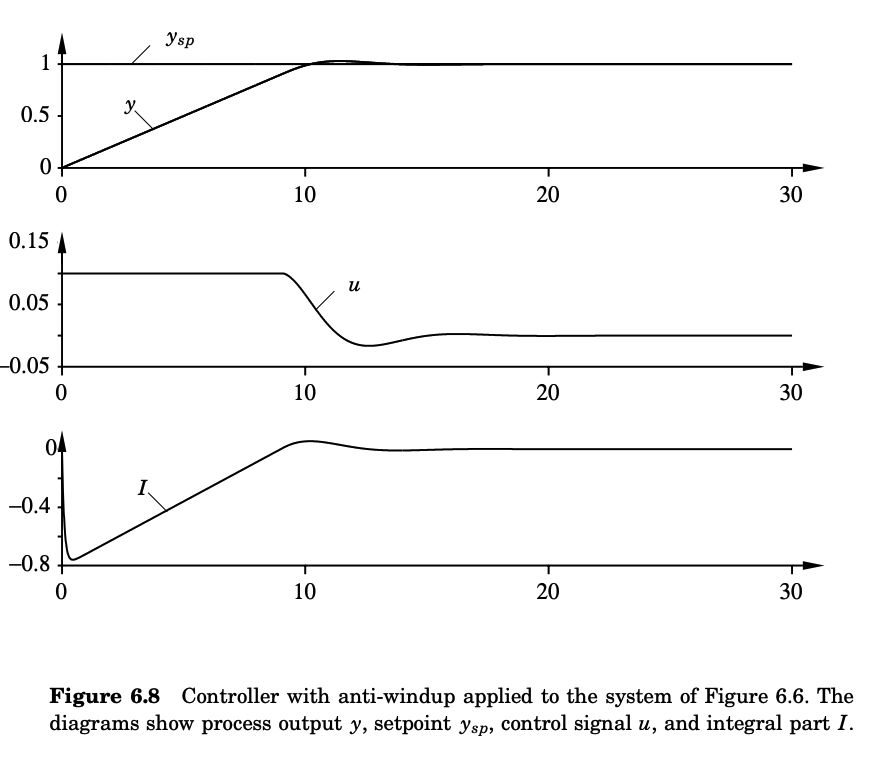 y_sp
1
y
0.5
0
0 10 20 30
0.15
u
0.05
−0.05
0 10 20 30
0
I
−0.4
−0.8
0 10 20 30
Figure 6.8 Controller with anti-windup applied to the system of Figure 6.6. The
diagrams show process output y, setpoint y_sp, control signal u, and integral part I.